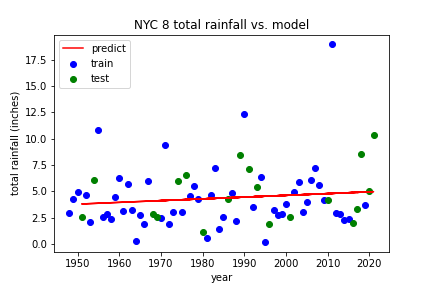 NYC 8 total rainfall vs. model
predict
train
test
total rainfall (inches)
17.5
15.0
12.5
10.0
7.5
5.0
2.5
0.0
1950 1960 1970 1980 1990 2000 2010 2020
year